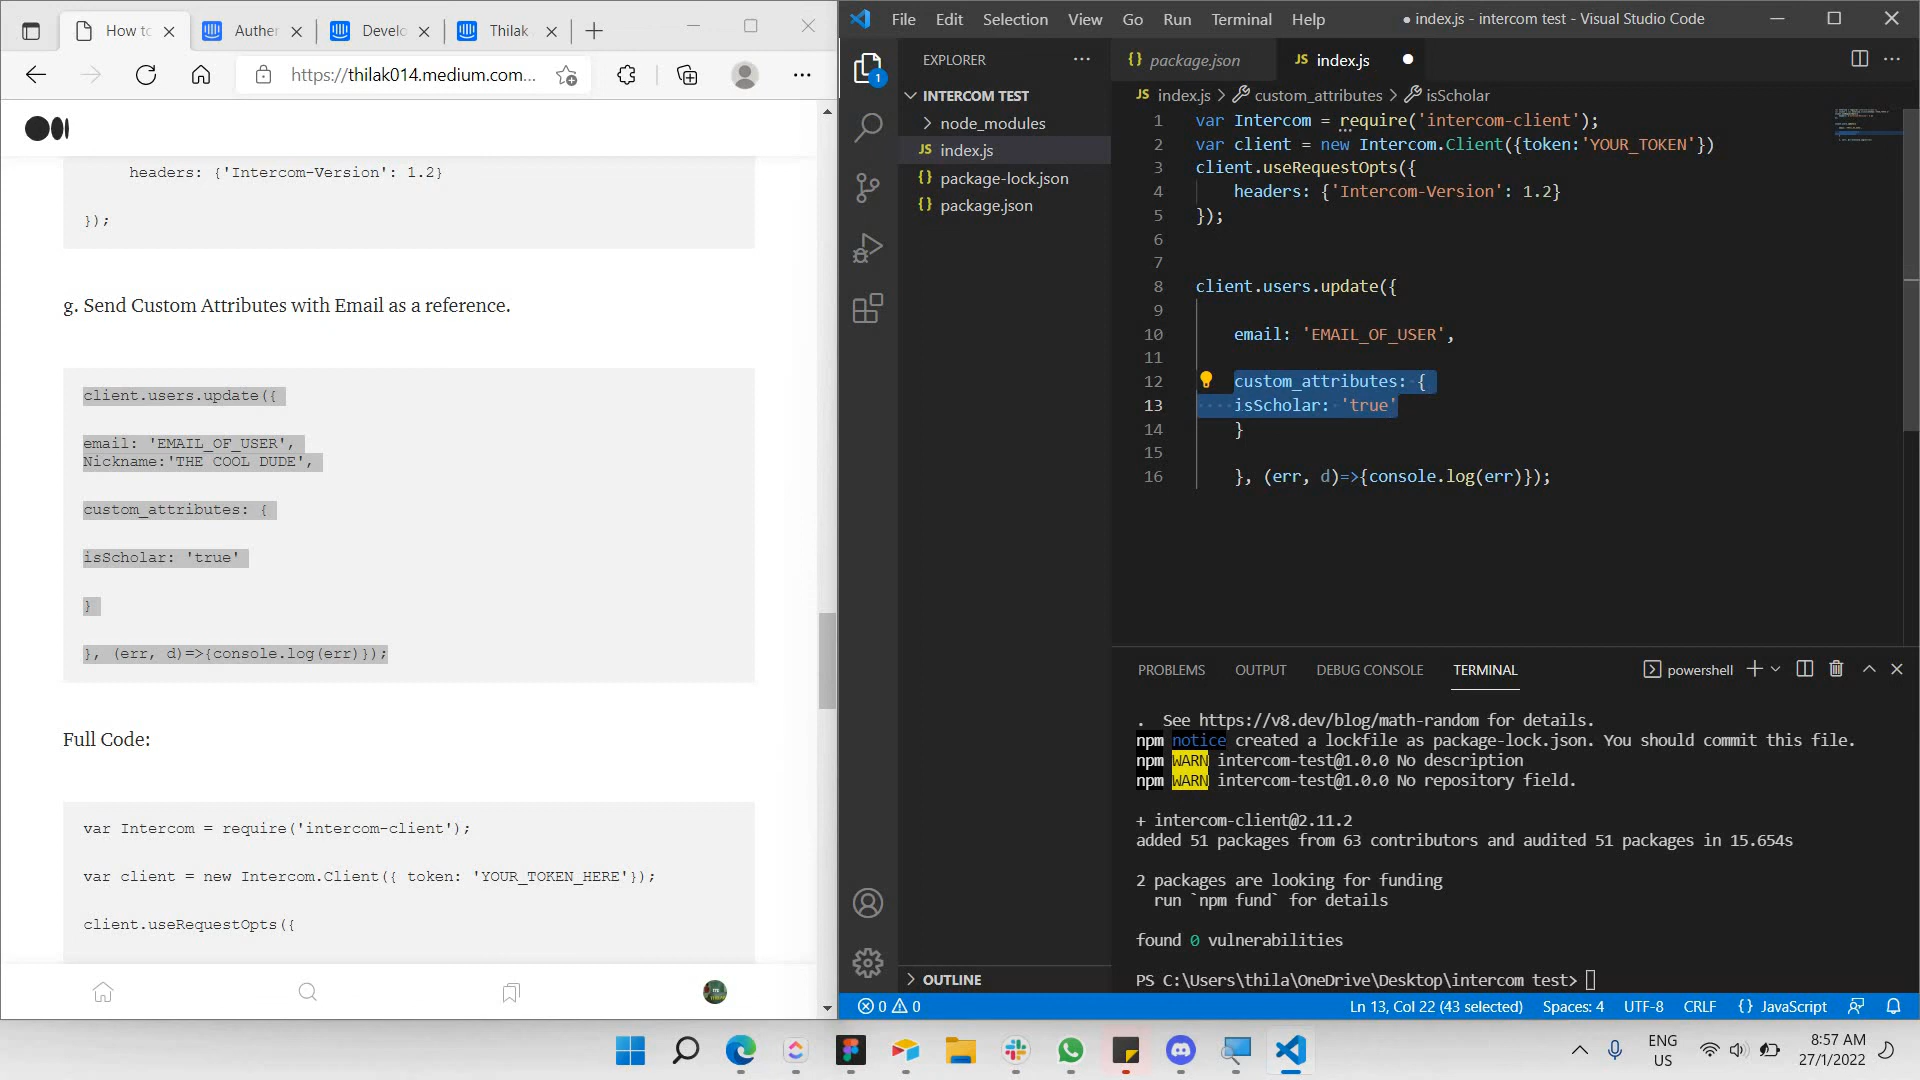 How to
Auther
Develo
Thilak
https://thilak014.medium.com...
headers: {'Intercom-Version': 1.2}
});
g. Send Custom Attributes with Email as a reference.
client.users.update({
email: 'EMAIL_OF_USER',
Nickname:'THE COOL DUDE',
custom_attributes: {
isScholar: 'true'
}
}, (err, d)=>{console.log(err)});
Full Code:
var Intercom = require('intercom-client');
var client = new Intercom.Client({ token: 'YOUR_TOKEN_HERE'});
client.useRequestOpts({
File Edit Selection View Go Run Terminal Help
● index.js - intercom test - Visual Studio Code
1
EXPLORER
INTERCOM TEST
node_modules
JS index.js
{} package-lock.json
{} package.json
OUTLINE
{} package.json
JS index.js
JS index.js > custom_attributes > isScholar
1 var Intercom = require('intercom-client');
2 var client = new Intercom.Client({token:'YOUR_TOKEN'})
3 client.useRequestOpts({
4 headers: {'Intercom-Version': 1.2}
5 });
6
7
8 client.users.update({
9
10 email: 'EMAIL_OF_USER',
11
12 custom_attributes: {
13 isScholar: 'true'
14 }
15
16 }, (err, d)=>{console.log(err)});
PROBLEMS OUTPUT DEBUG CONSOLE TERMINAL
powershell
. See https://v8.dev/blog/math-random for details.
npm notice created a lockfile as package-lock.json. You should commit this file.
npm WARN intercom-test@1.0.0 No description
npm WARN intercom-test@1.0.0 No repository field.
+ intercom-client@2.11.2
added 51 packages from 63 contributors and audited 51 packages in 15.654s
2 packages are looking for funding
run `npm fund` for details
found 0 vulnerabilities
PS C:\Users\thila\OneDrive\Desktop\intercom test>
0 0
Ln 13, Col 22 (43 selected) Spaces: 4 UTF-8 CRLF {} JavaScript
ENG
US
8:57 AM
27/1/2022